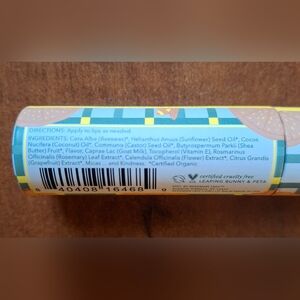 DIRECTIONS: Apply to lips as needed.
INGREDIENTS: Cera Alba (Beeswax)*, Helianthus Annus (Sunflower) Seed Oil*, Cocos
Nucifera (Coconut) Oil*, Communis (Castor) Seed Oil*, Butyrospermum Parkii (Shea
Butter) Fruit*, Flavor, Caprae Lac (Goat Milk), Tocopherol (Vitamin E), Rosmarinus
Officinalis (Rosemary) Leaf Extract*, Calendula Officinalis (Flower) Extract*, Citrus Grandis
(Grapefruit) Extract*, Micas ... and Kindness. *Certified Organic
8 40408 16468 0
certified cruelty free
LEAPING BUNNY & PETA